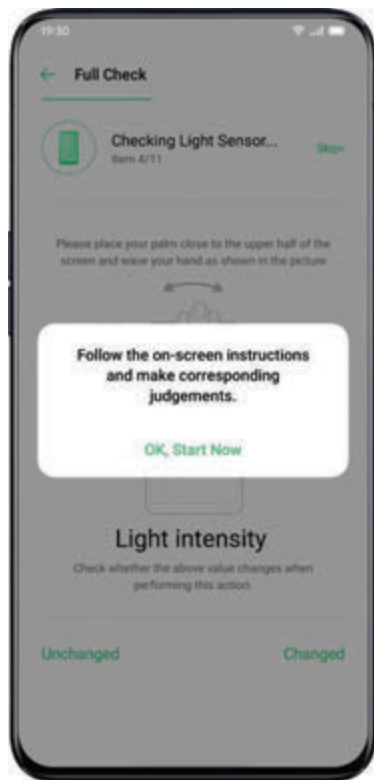 19:30
Full Check
Checking Light Sensor...
Item 4/11
Skip>
Please place your palm close to the upper half of the
screen and wave your hand as shown in the picture
Follow the on-screen instructions
and make corresponding
judgements.
OK, Start Now
Light intensity
Check whether the above value changes when
performing this action
Unchanged
Changed